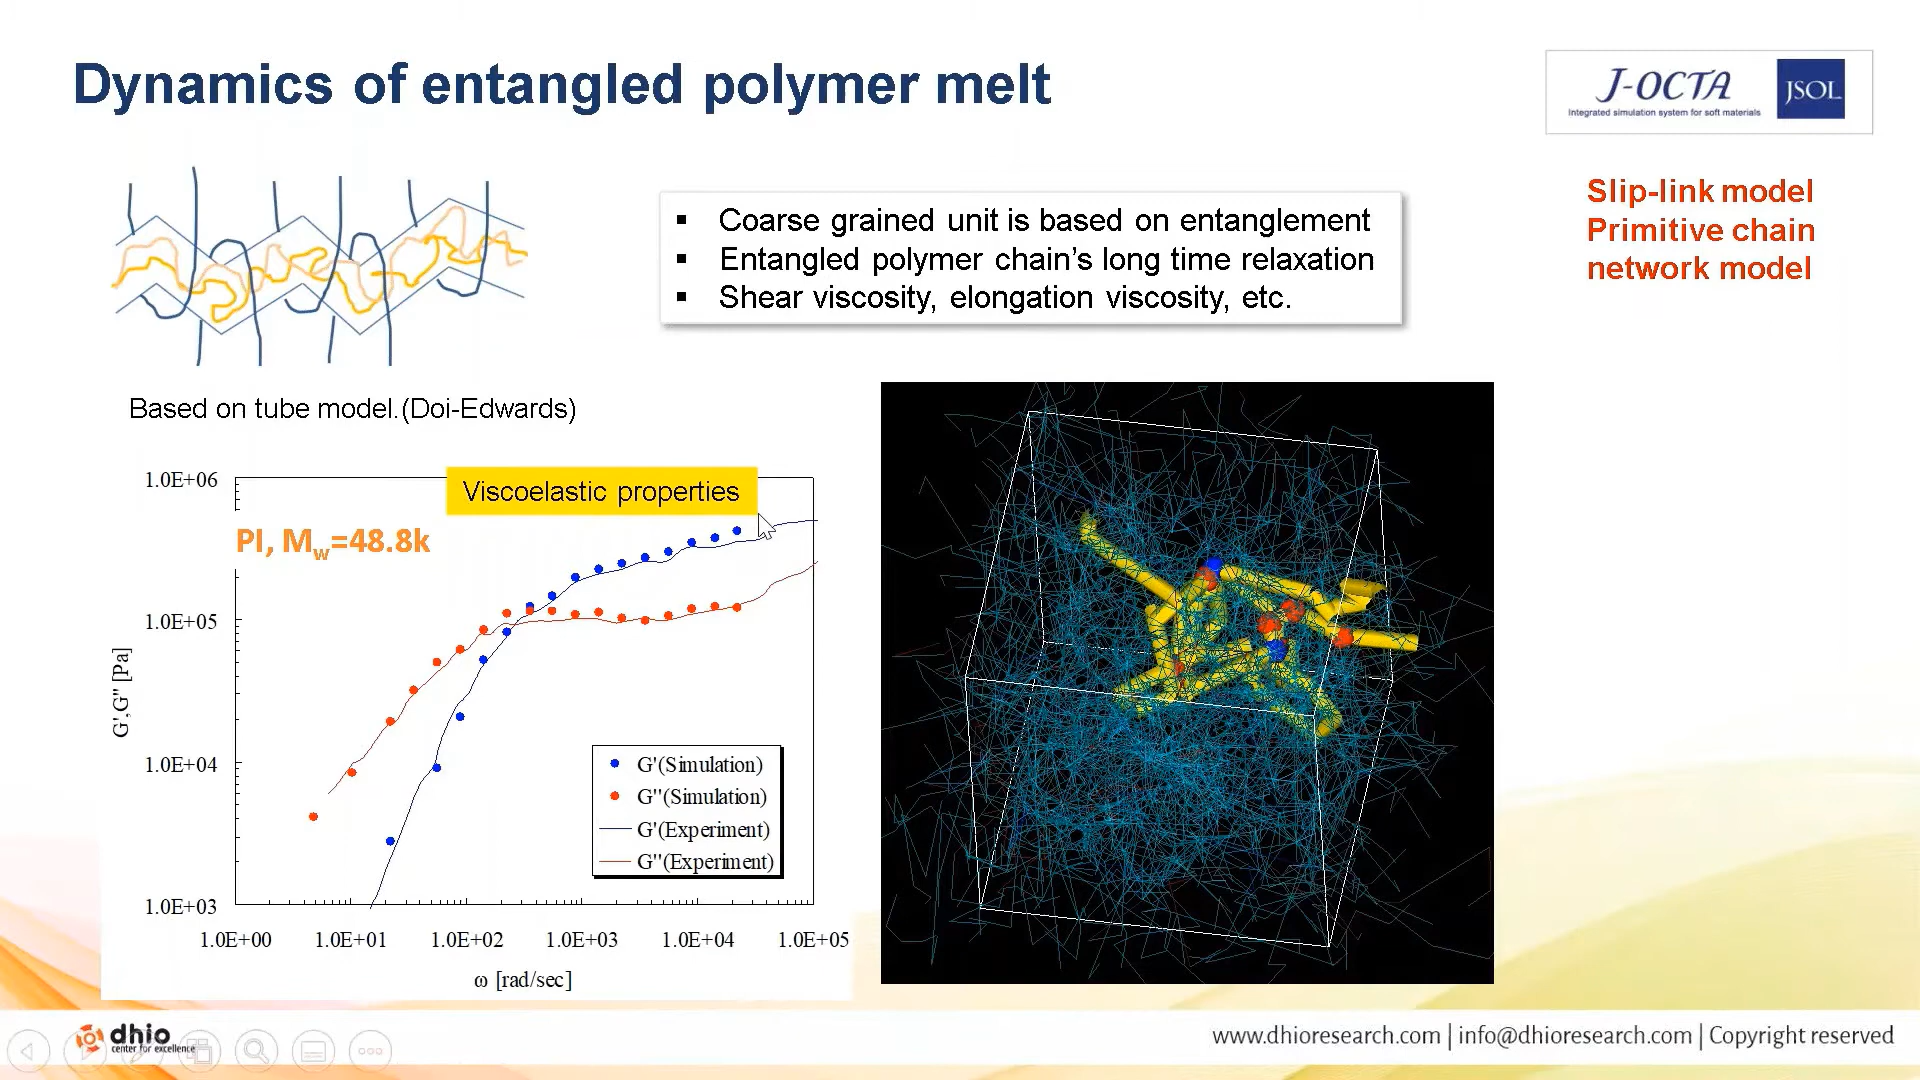 Dynamics of entangled polymer melt
J-OCTA
Integrated simulation system for soft materials
JSOL
Slip-link model
Primitive chain
network model
▪ Coarse grained unit is based on entanglement
▪ Entangled polymer chain’s long time relaxation
▪ Shear viscosity, elongation viscosity, etc.
Based on tube model.(Doi-Edwards)
Viscoelastic properties
PI, Mw=48.8k
1.0E+06
1.0E+05
1.0E+04
1.0E+03
G',G'' [Pa]
G'(Simulation)
G''(Simulation)
G'(Experiment)
G''(Experiment)
1.0E+00 1.0E+01 1.0E+02 1.0E+03 1.0E+04 1.0E+05
ω [rad/sec]
dhio
center for excellence
www.dhioresearch.com | info@dhioresearch.com | Copyright reserved